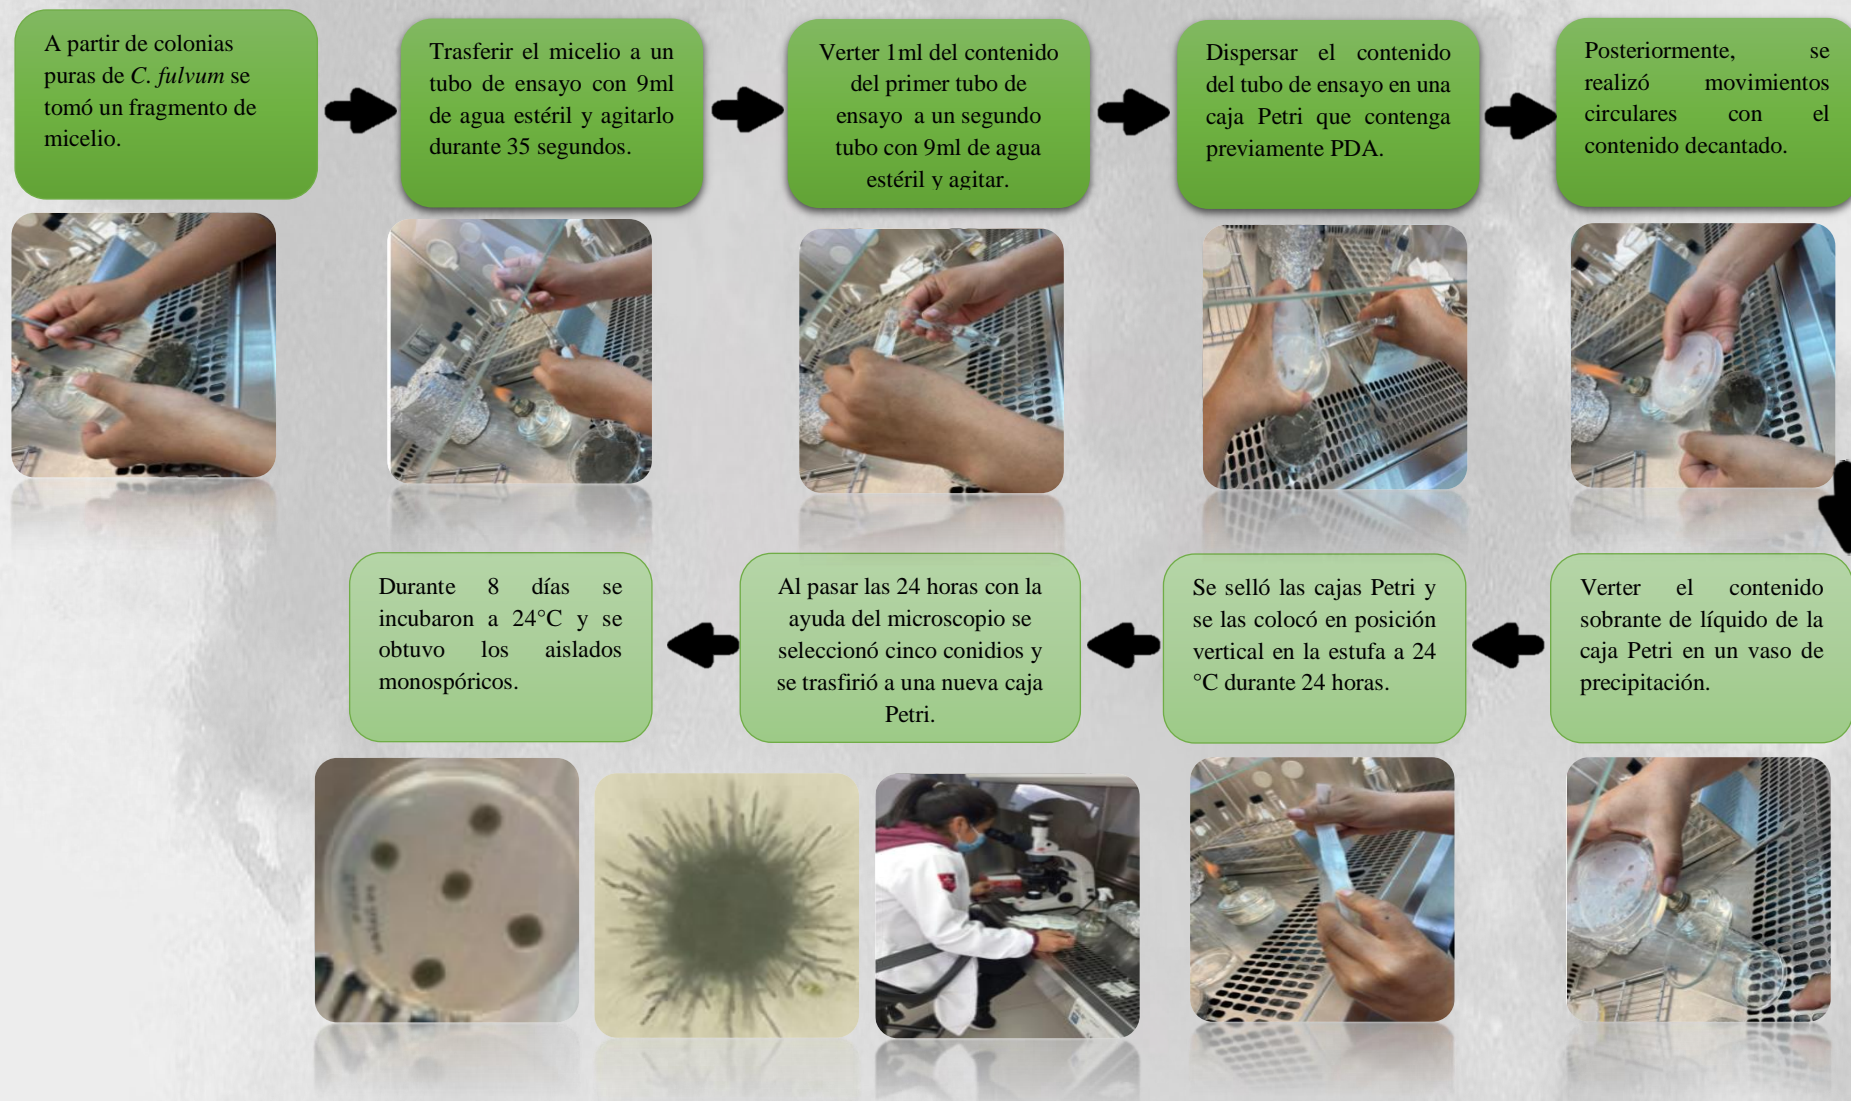 A partir de colonias
puras de C. fulvum se
tomó un fragmento de
micelio.
Trasferir el micelio a un
tubo de ensayo con 9ml
de agua estéril y agitarlo
durante 35 segundos.
Verter 1ml del contenido
del primer tubo de
ensayo a un segundo
tubo con 9ml de agua
estéril y agitar.
Dispersar el contenido
del tubo de ensayo en una
caja Petri que contenga
previamente PDA.
Posteriormente, se
realizó movimientos
circulares con el
contenido decantado.
Verter el contenido
sobrante de líquido de la
caja Petri en un vaso de
precipitación.
Se selló las cajas Petri y
se las colocó en posición
vertical en la estufa a 24
°C durante 24 horas.
Al pasar las 24 horas con la
ayuda del microscopio se
seleccionó cinco conidios y
se trasfirió a una nueva caja
Petri.
Durante 8 días se
incubaron a 24°C y se
obtuvo los aislados
monospóricos.